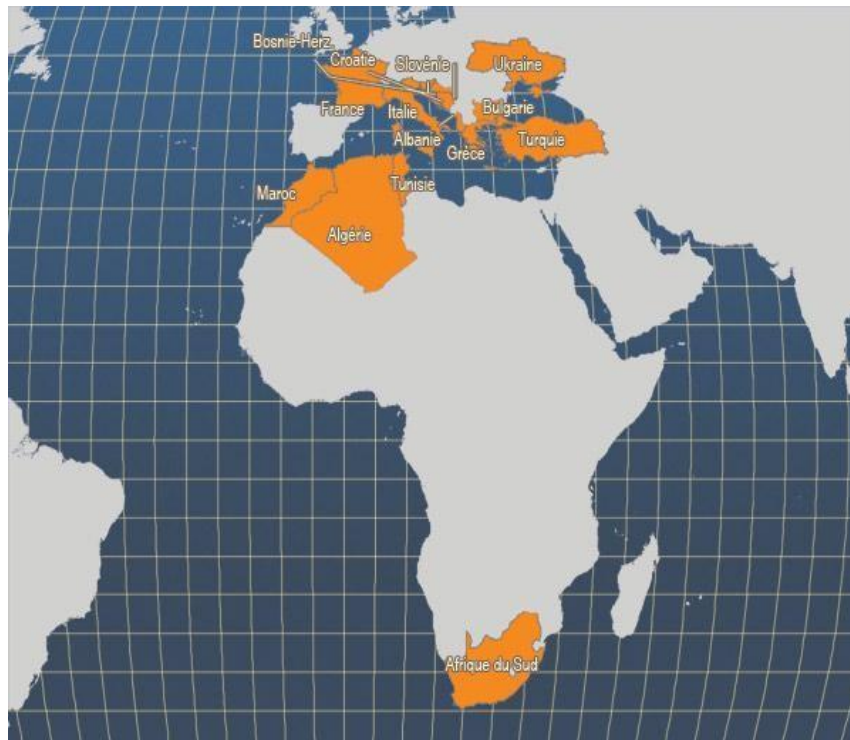 Bosnie-Herz.
Croatie
Slovénie
Ukraine
France
Italie
Bulgarie
Albanie
Grèce
Turquie
Maroc
Tunisie
Algérie
Afrique du Sud